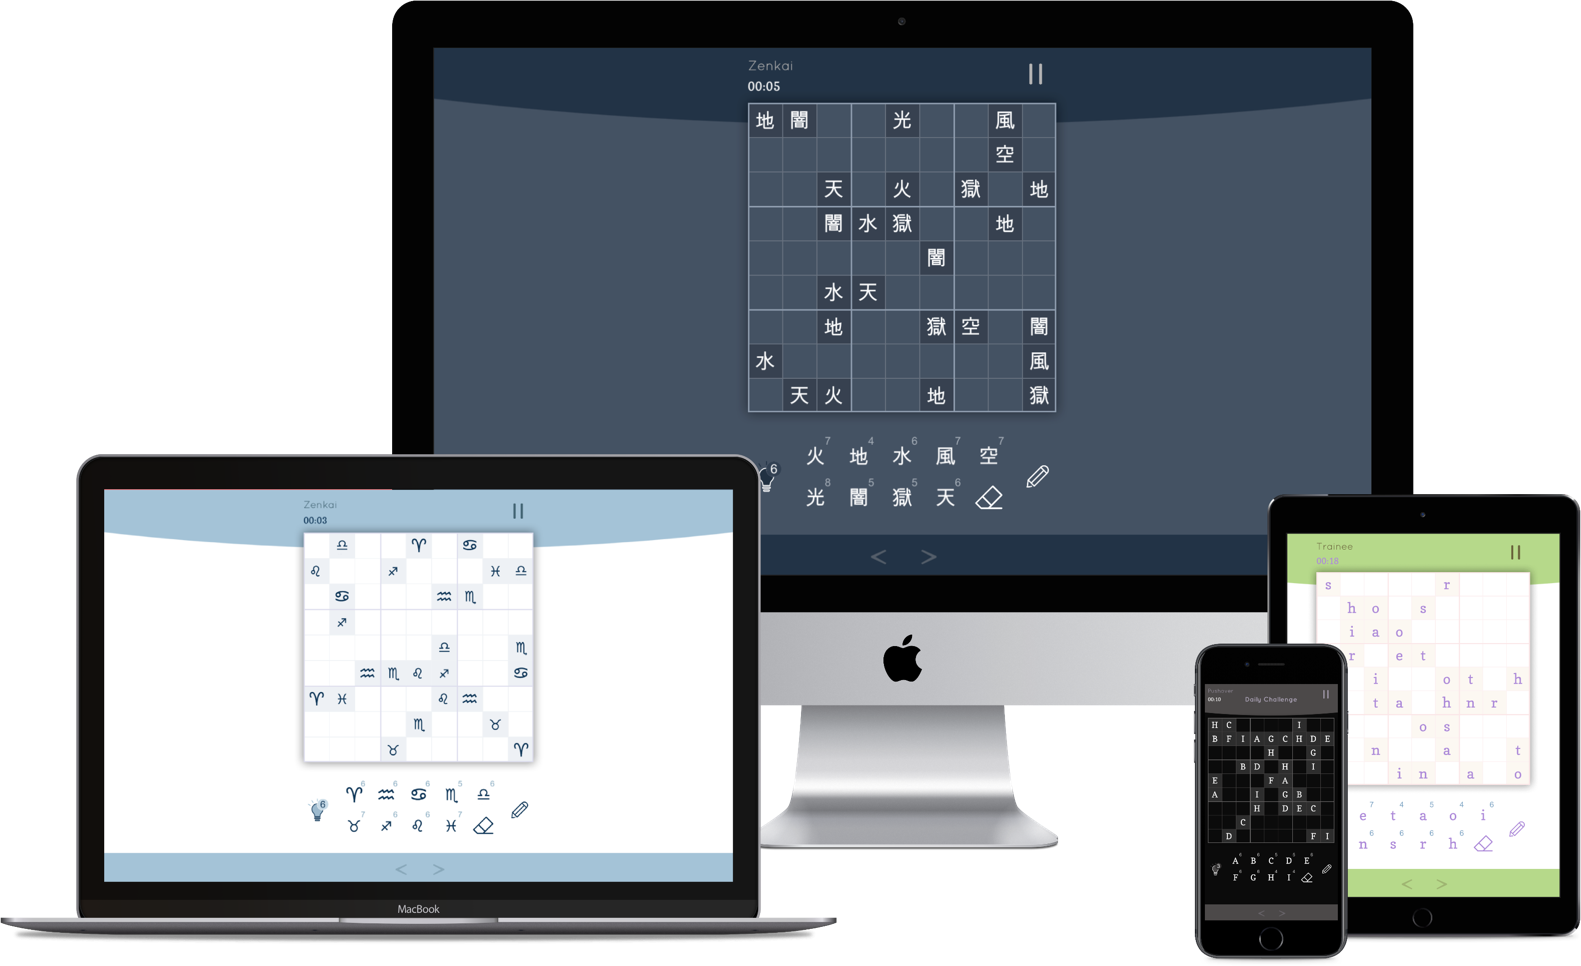 Zenkai
00:05
地 闇 光 風
空
天 火 獄 地
闇 水 獄 地
闇
水 天
地 獄 空 闇
水 風
天 火 地 獄
7 4 6 7 7
火 地 水 風 空
6
8 5 5 6
光 闇 獄 天
< >
Zenkai
00:03
♎ ♈ ♋
♌ ♐ ♓ ♎
♋ ♒ ♏
♐
♎ ♏
♒ ♏ ♌ ♐ ♋
♈ ♓ ♌ ♒
♏ ♉
♉ ♈
6 6 6 5 6
♈ ♒ ♋ ♏ ♎
6
7 6 6 7
♉ ♐ ♌ ♓
< >
MacBook
Trainee
00:18
s r
h o s
i a o
r e t
i o t h
t a h n r
o s
n a t
i n a o
7 4 5 4 6
e t a o i
6 6 6 6
n s r h
< >
Pushover
00:10
Daily Challenge
H C I
B F I A G C H D E
H G
B D H I
E F A
A I G B
H D E C
C
D F I
A B C D E
F G H I
< >